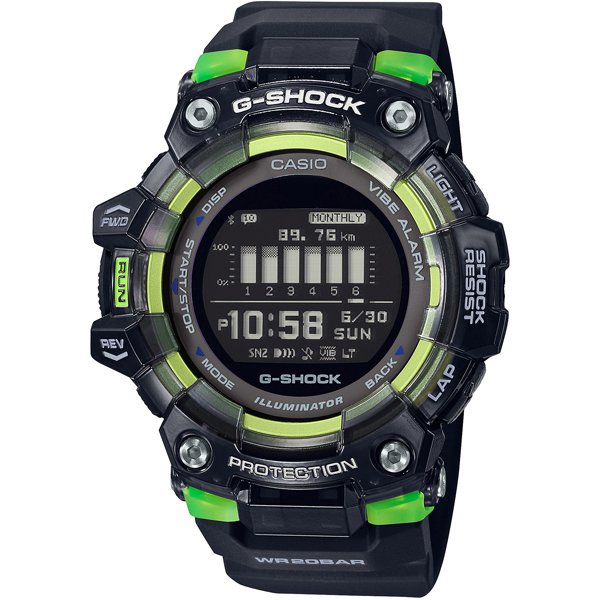 G-SHOCK
CASIO
DISP
VIBE ALARM
LIGHT
FWD
RUN
REV
START/STOP
SHOCK RESIST
LAP
MONTHLY
89.76 km
100
0%
1 2 3 4 5 6
P 10:58 6/30
SUN
SNZ VIB LT
MODE
BACK
G-SHOCK
ILLUMINATOR
PROTECTION
WR20BAR